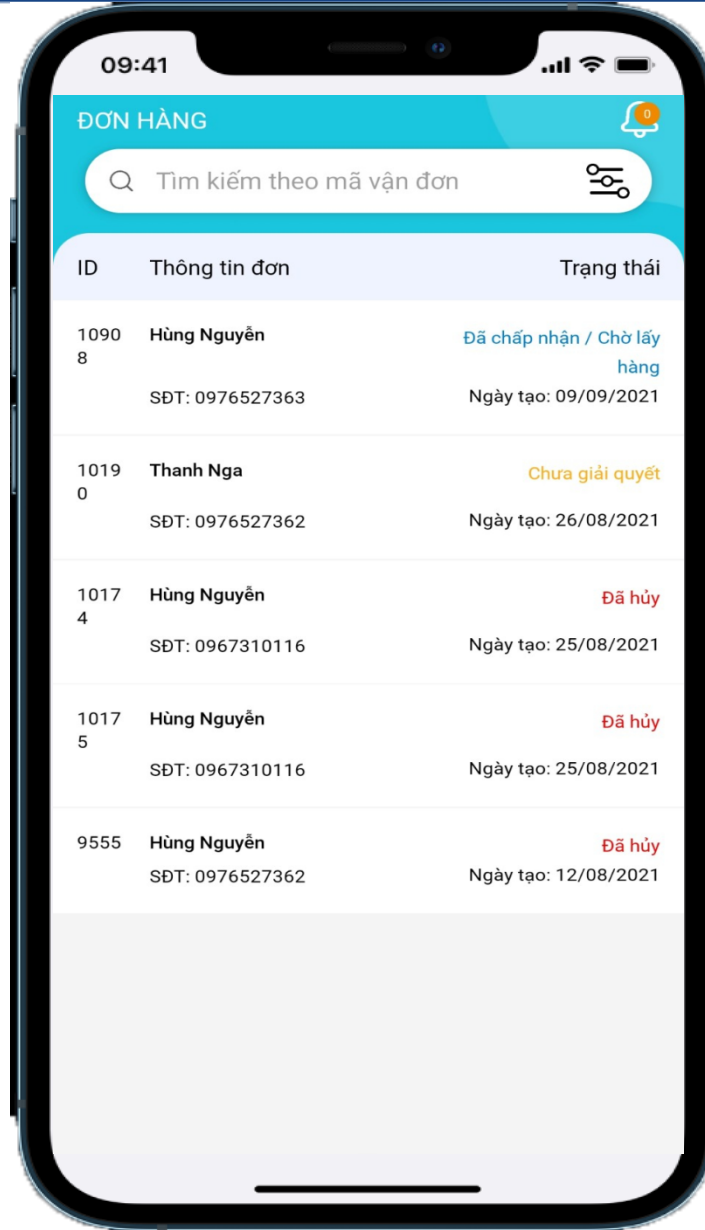 09:41
ĐƠN HÀNG
0
Tìm kiếm theo mã vận đơn
ID Thông tin đơn Trạng thái
1090 Hùng Nguyễn Đã chấp nhận / Chờ lấy
8 hàng
SĐT: 0976527363 Ngày tạo: 09/09/2021
1019 Thanh Nga Chưa giải quyết
0
SĐT: 0976527362 Ngày tạo: 26/08/2021
1017 Hùng Nguyễn Đã hủy
4
SĐT: 0967310116 Ngày tạo: 25/08/2021
1017 Hùng Nguyễn Đã hủy
5
SĐT: 0967310116 Ngày tạo: 25/08/2021
9555 Hùng Nguyễn Đã hủy
SĐT: 0976527362 Ngày tạo: 12/08/2021